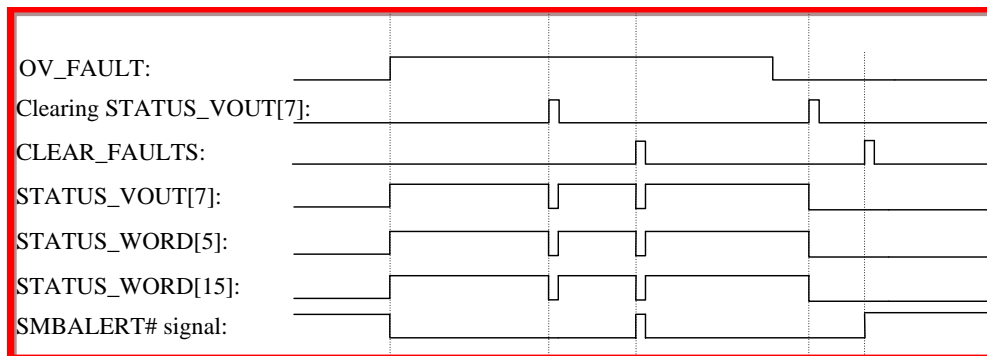 OV_FAULT:
Clearing STATUS_VOUT[7]:
CLEAR_FAULTS:
STATUS_VOUT[7]:
STATUS_WORD[5]:
STATUS_WORD[15]:
SMBALERT# signal: